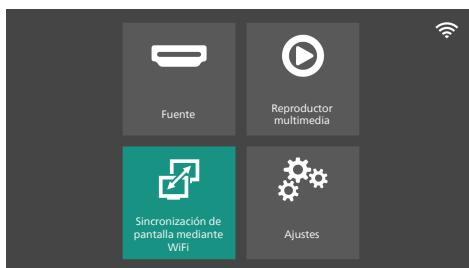 Fuente
Reproductor
multimedia
Sincronización de
pantalla mediante
WiFi
Ajustes